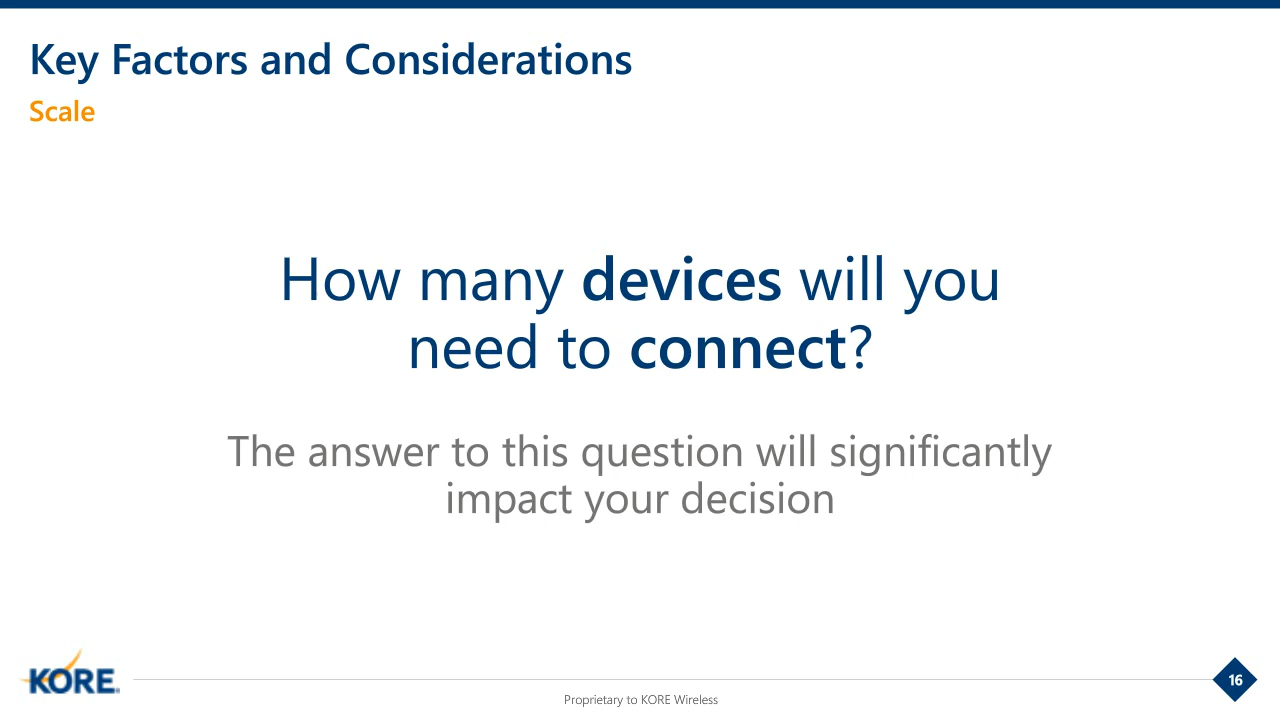 Key Factors and Considerations
Scale
How many devices will you
need to connect?
The answer to this question will significantly
impact your decision
KORE
16
Proprietary to KORE Wireless